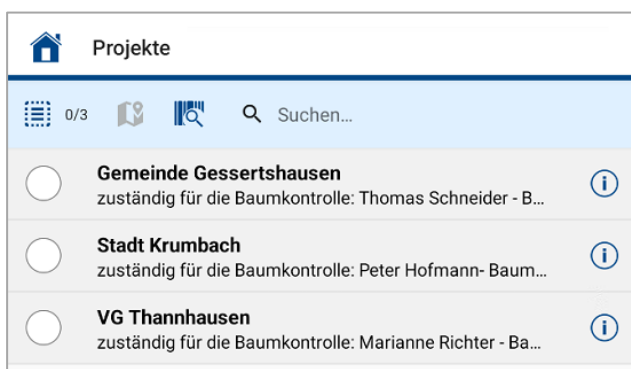 Projekte
0/3 Suchen...
Gemeinde Gessertshausen
zuständig für die Baumkontrolle: Thomas Schneider - B...
Stadt Krumbach
zuständig für die Baumkontrolle: Peter Hofmann- Baum...
VG Thannhausen
zuständig für die Baumkontrolle: Marianne Richter - Ba...